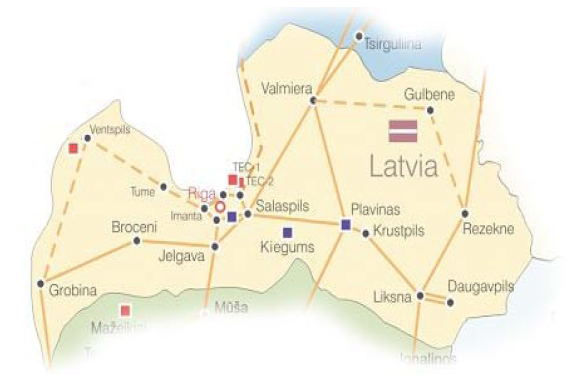 Tsirguliina
Valmiera
Gulbene
Ventspils
Latvia
TEC-1
TEC-2
Tume
Riga
Imanta
Salaspils
Plavinas
Broceni
Krustpils
Rezekne
Kiegums
Jelgava
Grobina
Liksna
Daugavpils
Mūša